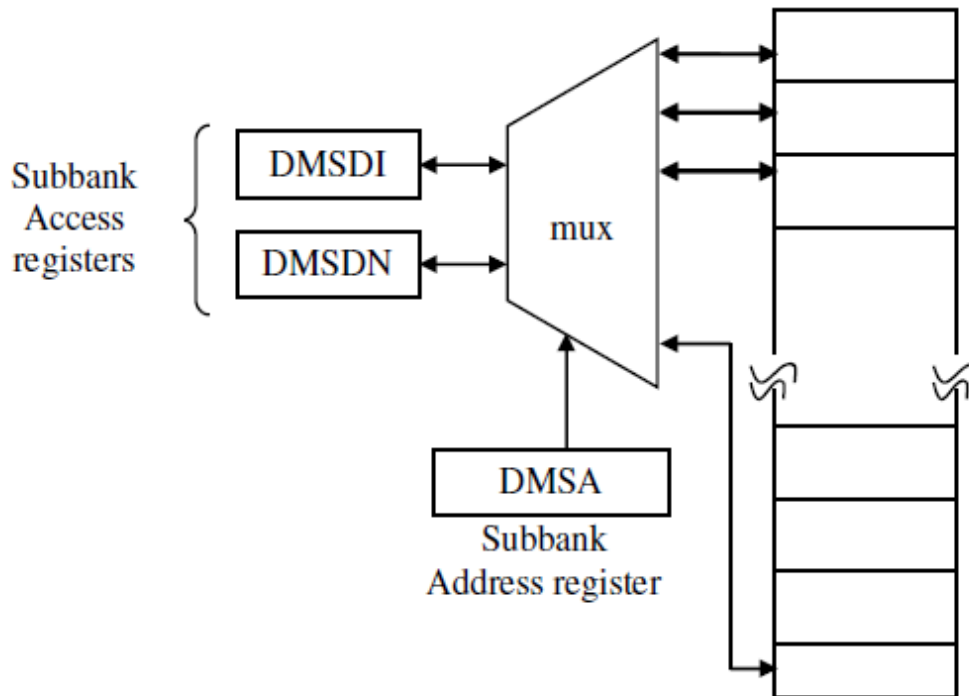 Subbank
Access
registers
DMSDI
DMSDN
mux
DMSA
Subbank
Address register